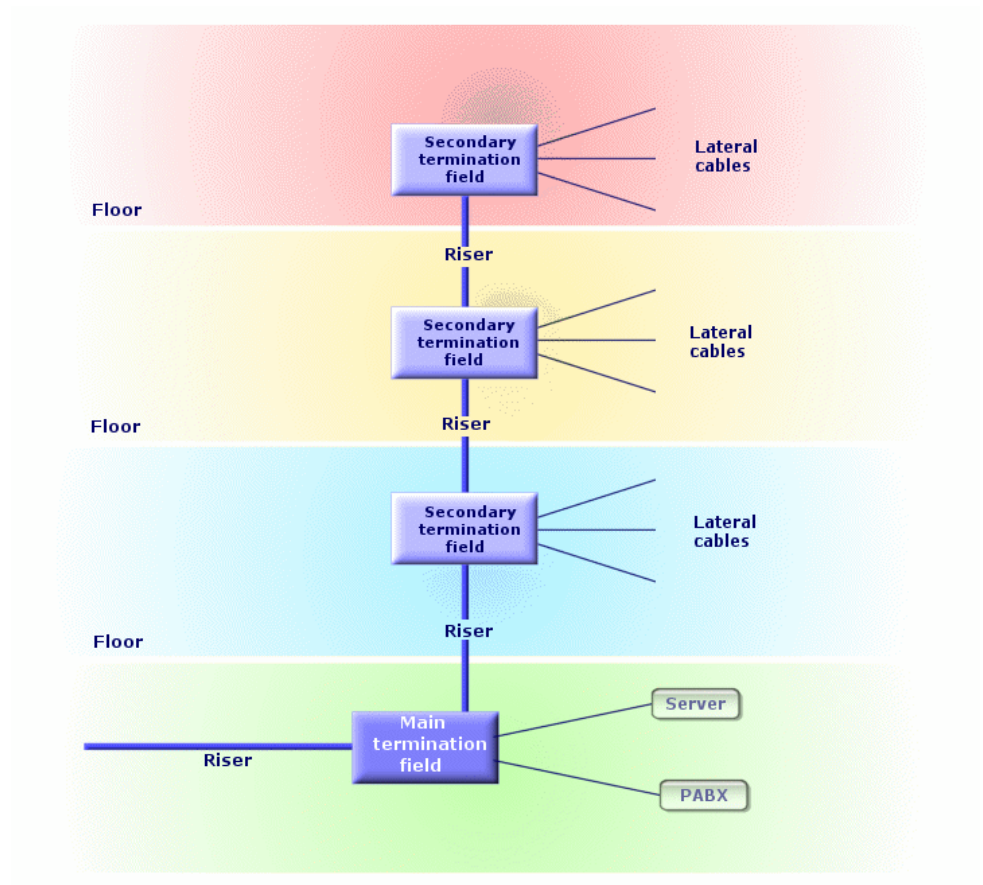 Secondary
termination
field
Lateral
cables
Floor
Riser
Secondary
termination
field
Lateral
cables
Riser
Floor
Secondary
termination
field
Lateral
cables
Riser
Floor
Server
Main
termination
field
Riser
PABX